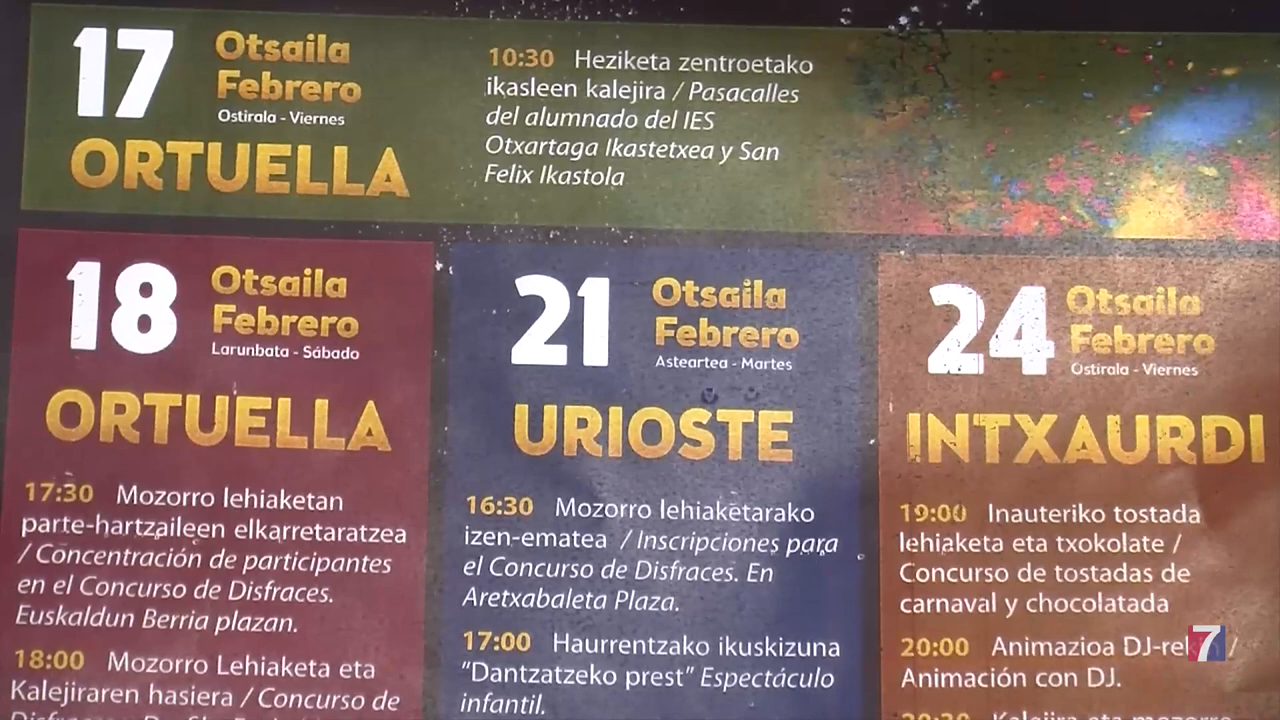 17
Otsaila
Febrero
Ostirala - Viernes
ORTUELLA
10:30 Heziketa zentroetako
ikasleen kalejira / Pasacalles
del alumnado del IES
Otxartaga Ikastetxea y San
Felix Ikastola
18
Otsaila
Febrero
Larunbata - Sábado
ORTUELLA
17:30 Mozorro lehiaketan
parte-hartzaileen elkarretaratzea
/ Concentración de participantes
en el Concurso de Disfraces.
Euskaldun Berria plazan.
18:00 Mozorro Lehiaketa eta
Kalejiraren hasiera / Concurso de
21
Otsaila
Febrero
Asteartea - Martes
URIOSTE
16:30 Mozorro lehiaketarako
izen-ematea / Inscripciones para
el Concurso de Disfraces. En
Aretxabaleta Plaza.
17:00 Haurrentzako ikuskizuna
"Dantzatzeko prest" Espectáculo
infantil.
24
Otsaila
Febrero
Ostirala - Viernes
INTXAURDI
19:00 Inauteriko tostada
lehiaketa eta txokolate /
Concurso de tostadas de
carnaval y chocolatada
20:00 Animazioa DJ-rekin /
Animación con DJ.
Kalejira eta mozorro
7